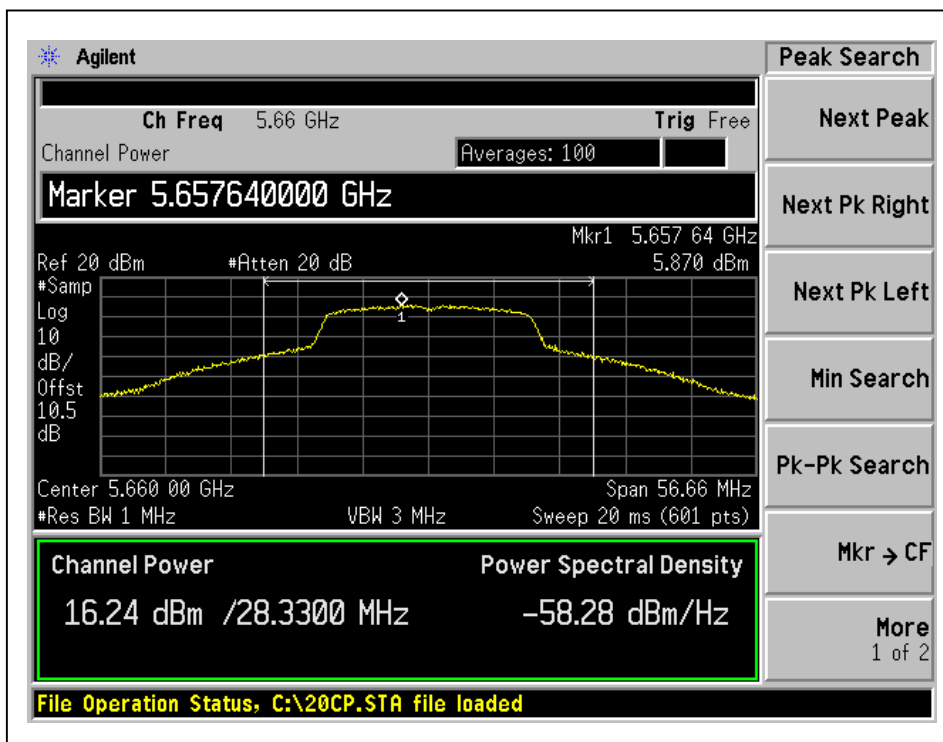 Agilent
Peak Search
Ch Freq 5.66 GHz Trig Free
Channel Power Averages: 100
Marker 5.657640000 GHz
Mkr1 5.657 64 GHz
Ref 20 dBm #Atten 20 dB 5.870 dBm
#Samp
Log
10
dB/
Offst
10.5
dB
1
Center 5.660 00 GHz Span 56.66 MHz
#Res BW 1 MHz VBW 3 MHz Sweep 20 ms (601 pts)
Channel Power Power Spectral Density
16.24 dBm /28.3300 MHz -58.28 dBm/Hz
File Operation Status, C:\20CP.STA file loaded
Next Peak
Next Pk Right
Next Pk Left
Min Search
Pk-Pk Search
Mkr → CF
More
1 of 2